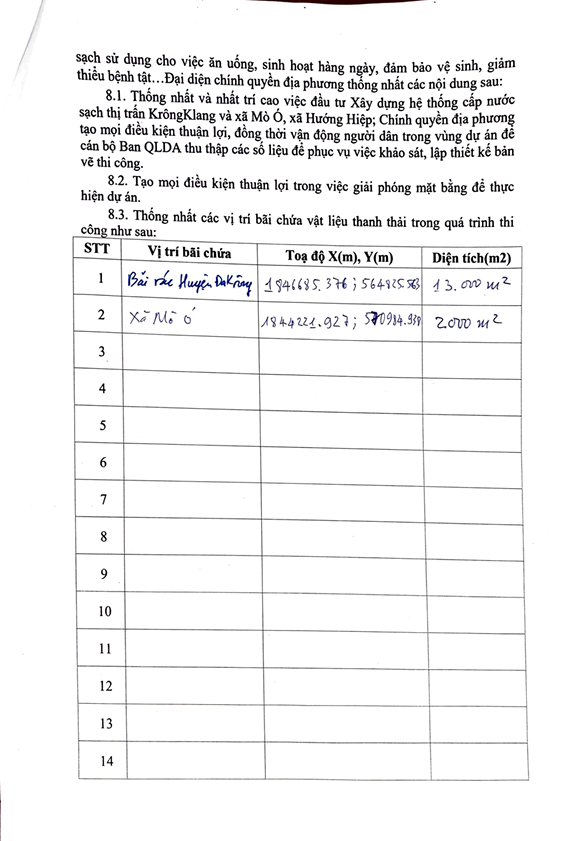 sạch sử dụng cho việc ăn uống, sinh hoạt hàng ngày, đảm bảo vệ sinh, giảm
thiểu bệnh tật…Đại diện chính quyền địa phương thống nhất các nội dung sau:
8.1. Thống nhất và nhất trí cao việc đầu tư Xây dựng hệ thống cấp nước
sạch thị trấn KrôngKlang và xã Mò Ó, xã Hướng Hiệp; Chính quyền địa phương
tạo mọi điều kiện thuận lợi, đồng thời vận động người dân trong vùng dự án để
cán bộ Ban QLDA thu thập các số liệu để phục vụ việc khảo sát, lập thiết kế bản
vẽ thi công.
8.2. Tạo mọi điều kiện thuận lợi trong việc giải phóng mặt bằng để thực
hiện dự án.
8.3. Thống nhất các vị trí bãi chứa vật liệu thanh thải trong quá trình thi
công như sau:
STT Vị trí bãi chứa Toạ độ X(m), Y(m) Diện tích(m2)
1 Bãi rác Huyện ĐaKrông 1846685.376; 564825.563 13.000 m²
2 Xã Mò Ó 1844221.927; 570984.938 2000 m²
3
4
5
6
7
8
9
10
11
12
13
14